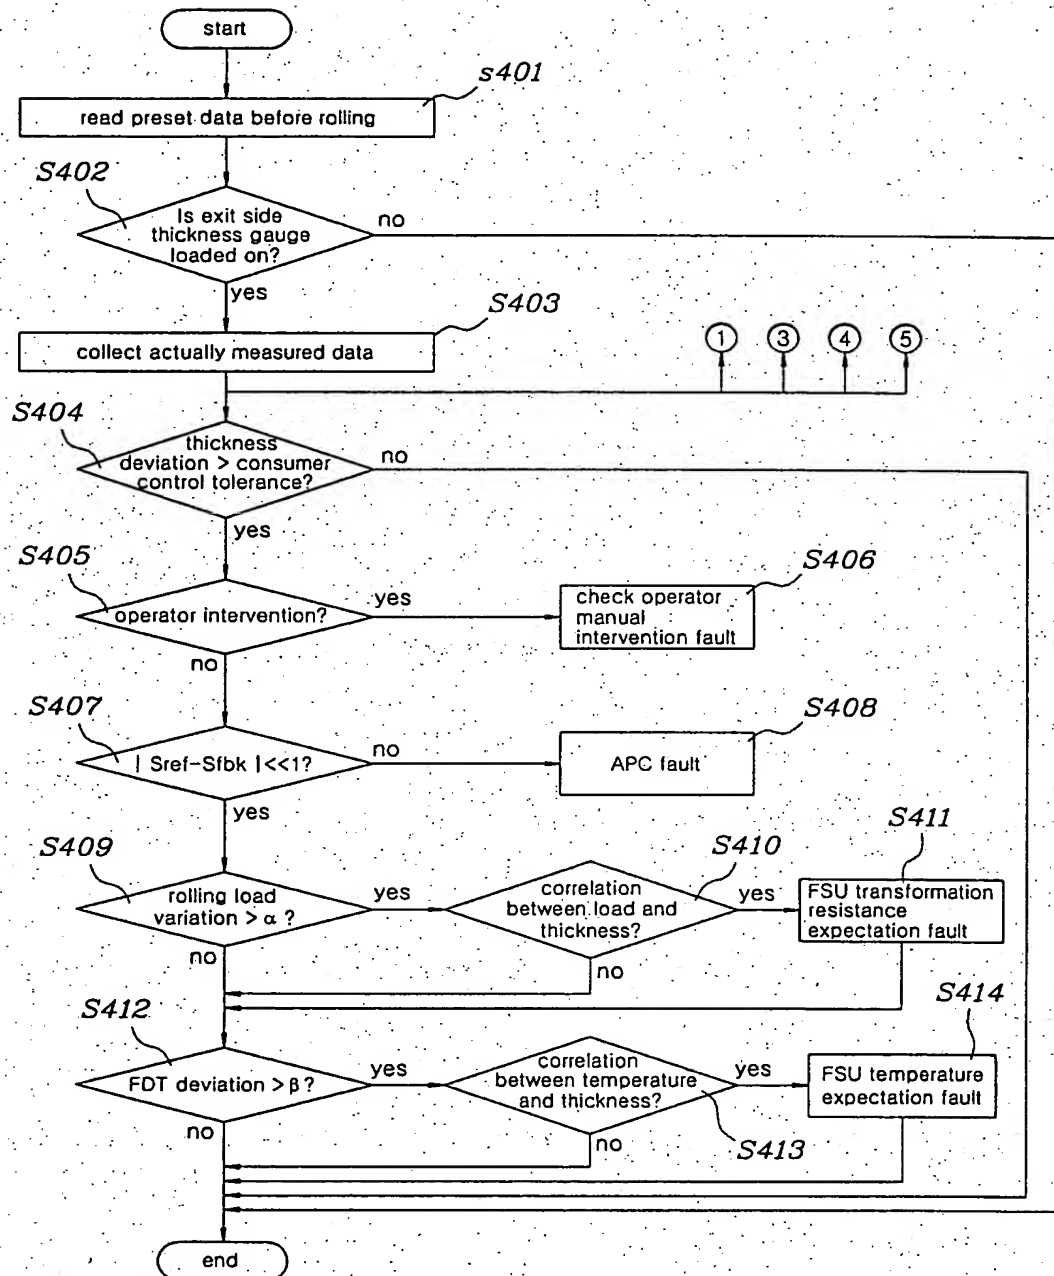 start
s401
read preset data before rolling
S402
Is exit side
thickness gauge
loaded on?
no
yes
S403
collect actually measured data
1 3 4 5
S404
thickness
deviation > consumer
control tolerance?
no
yes
S405
operator intervention?
yes
no
S406
check operator
manual
intervention fault
S407
| Sref-Sfbk |<<1?
no
yes
S408
APC fault
S409
rolling load
variation > α ?
yes
no
S410
correlation
between load and
thickness?
yes
no
S411
FSU transformation
resistance
expectation fault
S412
FDT deviation > β ?
yes
no
correlation
between temperature
and thickness?
yes
no
S413
S414
FSU temperature
expectation fault
end